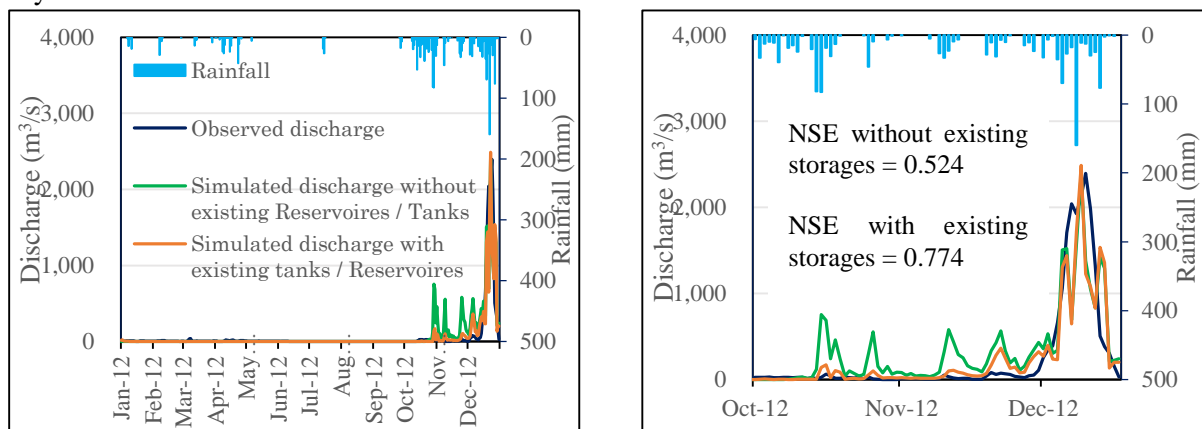 4,000
3,000
2,000
1,000
0
Discharge (m³/s)
Rainfall
Observed discharge
Simulated discharge without
existing Reservoires / Tanks
Simulated discharge with
existing tanks / Reservoires
0
100
200
300
400
500
Rainfall (mm)
Jan-12
Feb-12
Mar-12
Apr-12
May…
Jun-12
Jul-12
Aug…
Sep-12
Oct-12
Nov…
Dec-12
4,000
3,000
2,000
1,000
0
Discharge (m³/s)
NSE without existing
storages = 0.524
NSE with existing
storages = 0.774
0
100
200
300
400
500
Rainfall (mm)
Oct-12
Nov-12
Dec-12